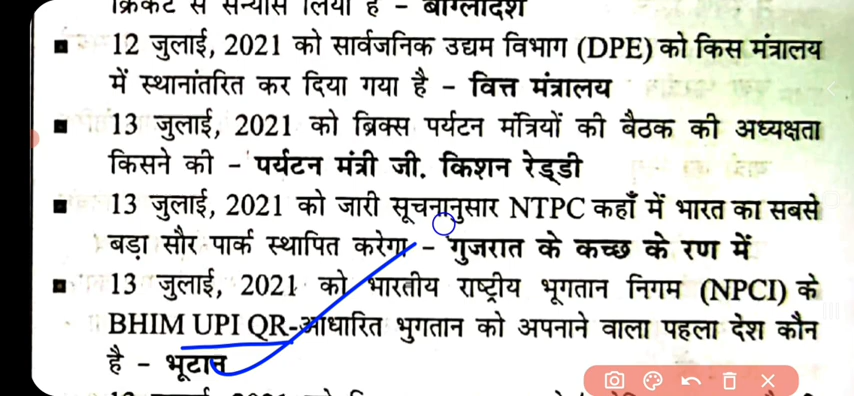 क्रिकेट से सन्यास लिया है – बांग्लादेश
12 जुलाई, 2021 को सार्वजनिक उद्यम विभाग (DPE) को किस मंत्रालय
में स्थानांतरित कर दिया गया है – वित्त मंत्रालय
13 जुलाई, 2021 को ब्रिक्स पर्यटन मंत्रियों की बैठक की अध्यक्षता
किसने की – पर्यटन मंत्री जी. किशन रेड्डी
13 जुलाई, 2021 को जारी सूचनानुसार NTPC कहाँ में भारत का सबसे
बड़ा सौर पार्क स्थापित करेगा – गुजरात के कच्छ के रण में
13 जुलाई, 2021 को भारतीय राष्ट्रीय भूगतान निगम (NPCI) के
BHIM UPI QR-आधारित भुगतान को अपनाने वाला पहला देश कौन
है – भूटान